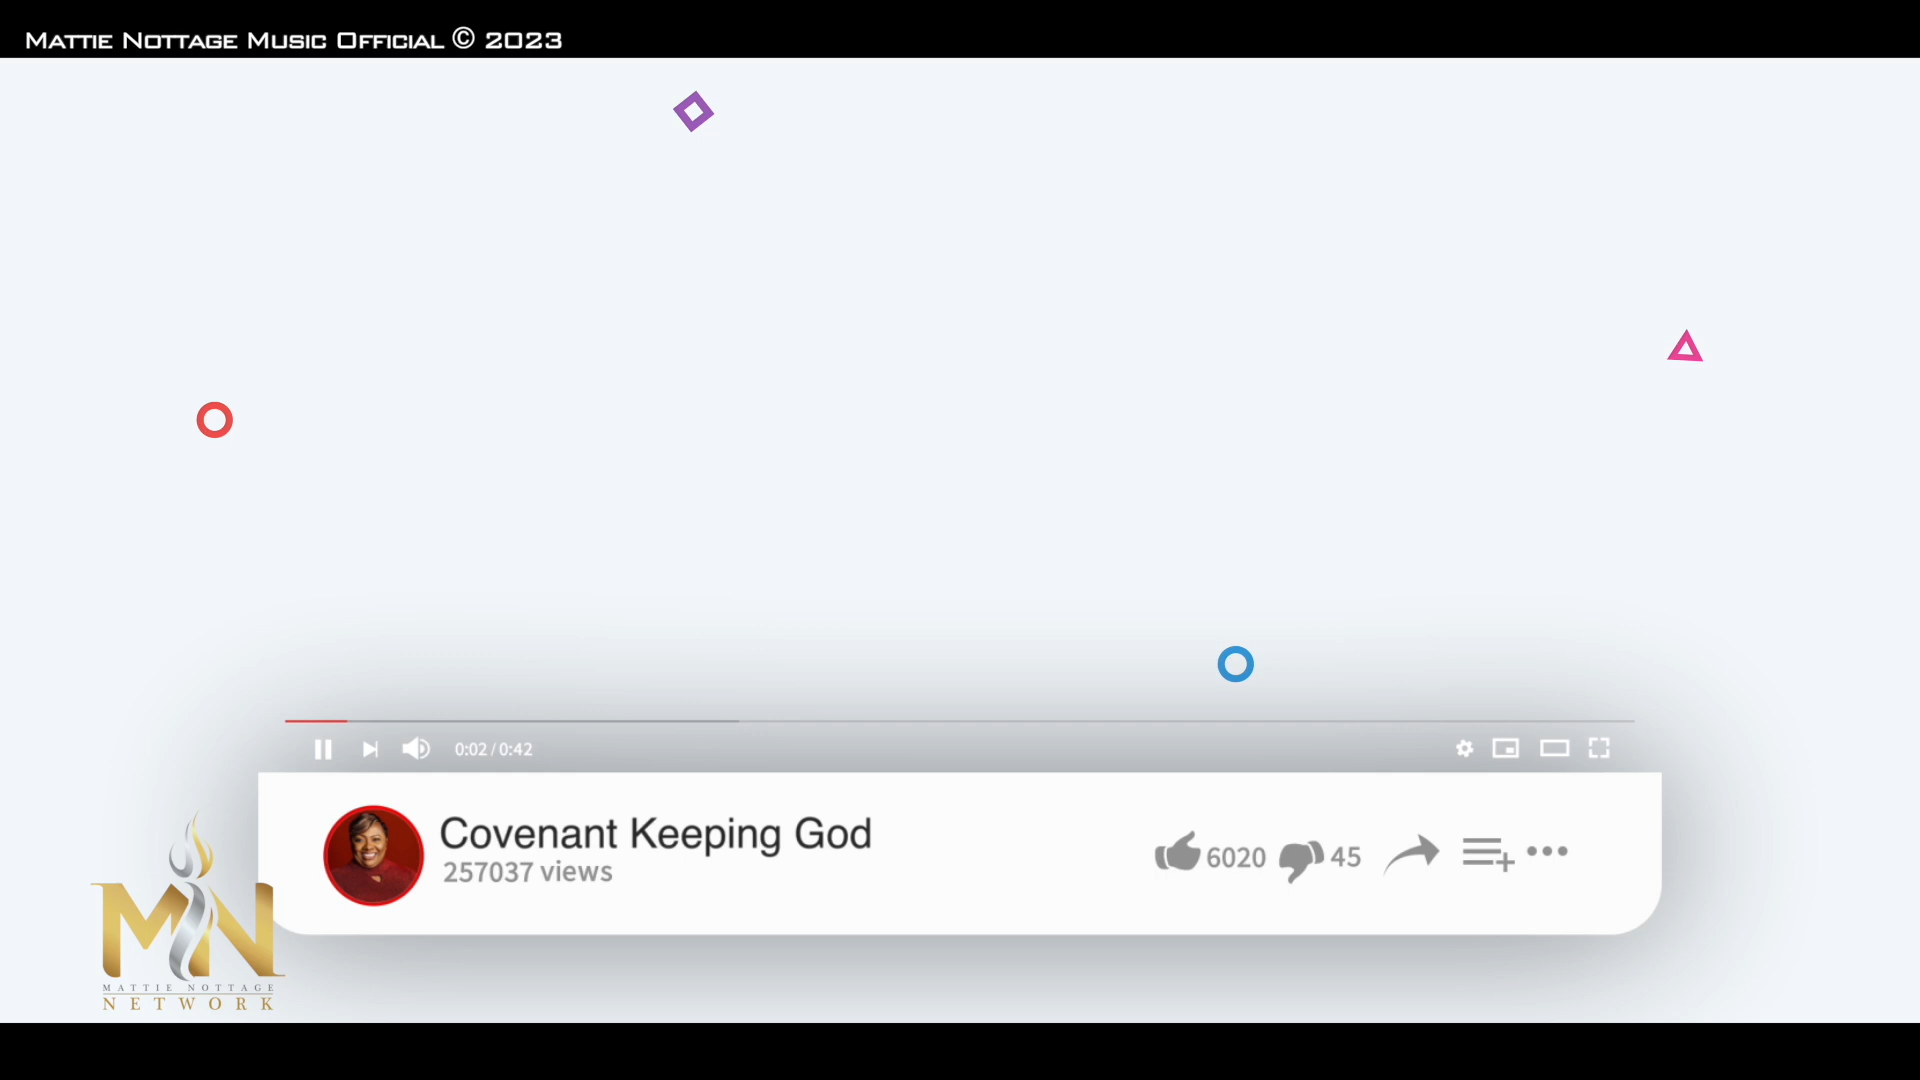 MATTIE NOTTAGE MUSIC OFFICIAL © 2023
0:02 / 0:42
Covenant Keeping God
257037 views
6020
45
MN
MATTIE NOTTAGE
NETWORK